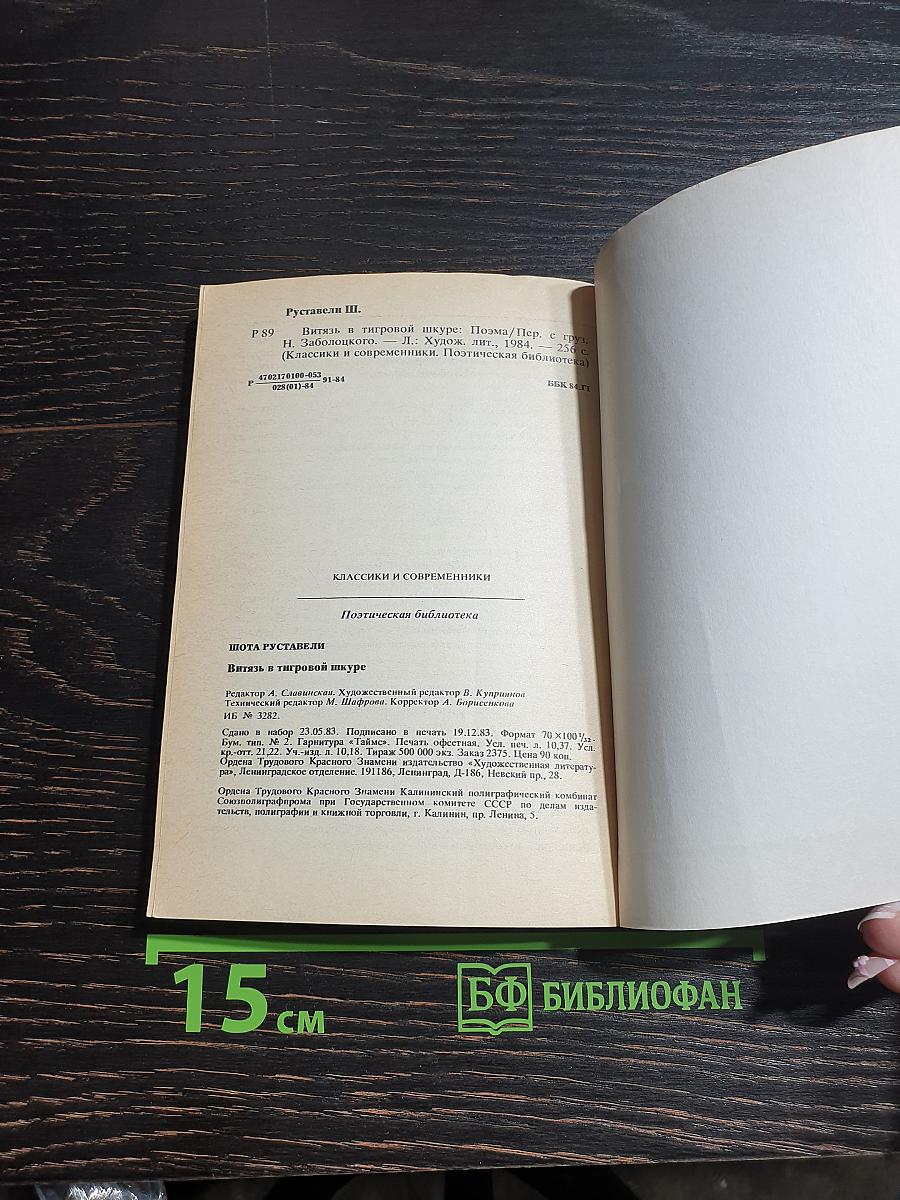 Руставели Ш.
Р 89 Витязь в тигровой шкуре: Поэма/Пер. с груз.
Н. Заболоцкого. — Л.: Худож. лит., 1984. — 256 с.
(Классики и современники. Поэтическая библиотека)
Р 4702170100-053 91-84
028(01)-84
ББК 84.Г1
КЛАССИКИ И СОВРЕМЕННИКИ
Поэтическая библиотека
ШОТА РУСТАВЕЛИ
Витязь в тигровой шкуре
Редактор А. Славинская. Художественный редактор В. Куприянов
Технический редактор М. Шафрова. Корректор А. Борисенкова
ИБ № 3282.
Сдано в набор 23.05.83. Подписано в печать 19.12.83. Формат 70×100 1/32.
Бум. тип. № 2. Гарнитура «Таймс». Печать офсетная, Усл. печ. л. 10,37. Усл.
кр.-отт. 21,22. Уч.-изд. л. 10,18. Тираж 500 000 экз. Заказ 2375. Цена 90 коп.
Ордена Трудового Красного Знамени издательство «Художественная литерату-
ра», Ленинградское отделение. 191186, Ленинград, Д-186, Невский пр., 28.
Ордена Трудового Красного Знамени Калининский полиграфический комбинат
Союзполиграфпрома при Государственном комитете СССР по делам изда-
тельств, полиграфии и книжной торговли, г. Калинин, пр. Ленина, 5.
15 см
БФ БИБЛИОФАН